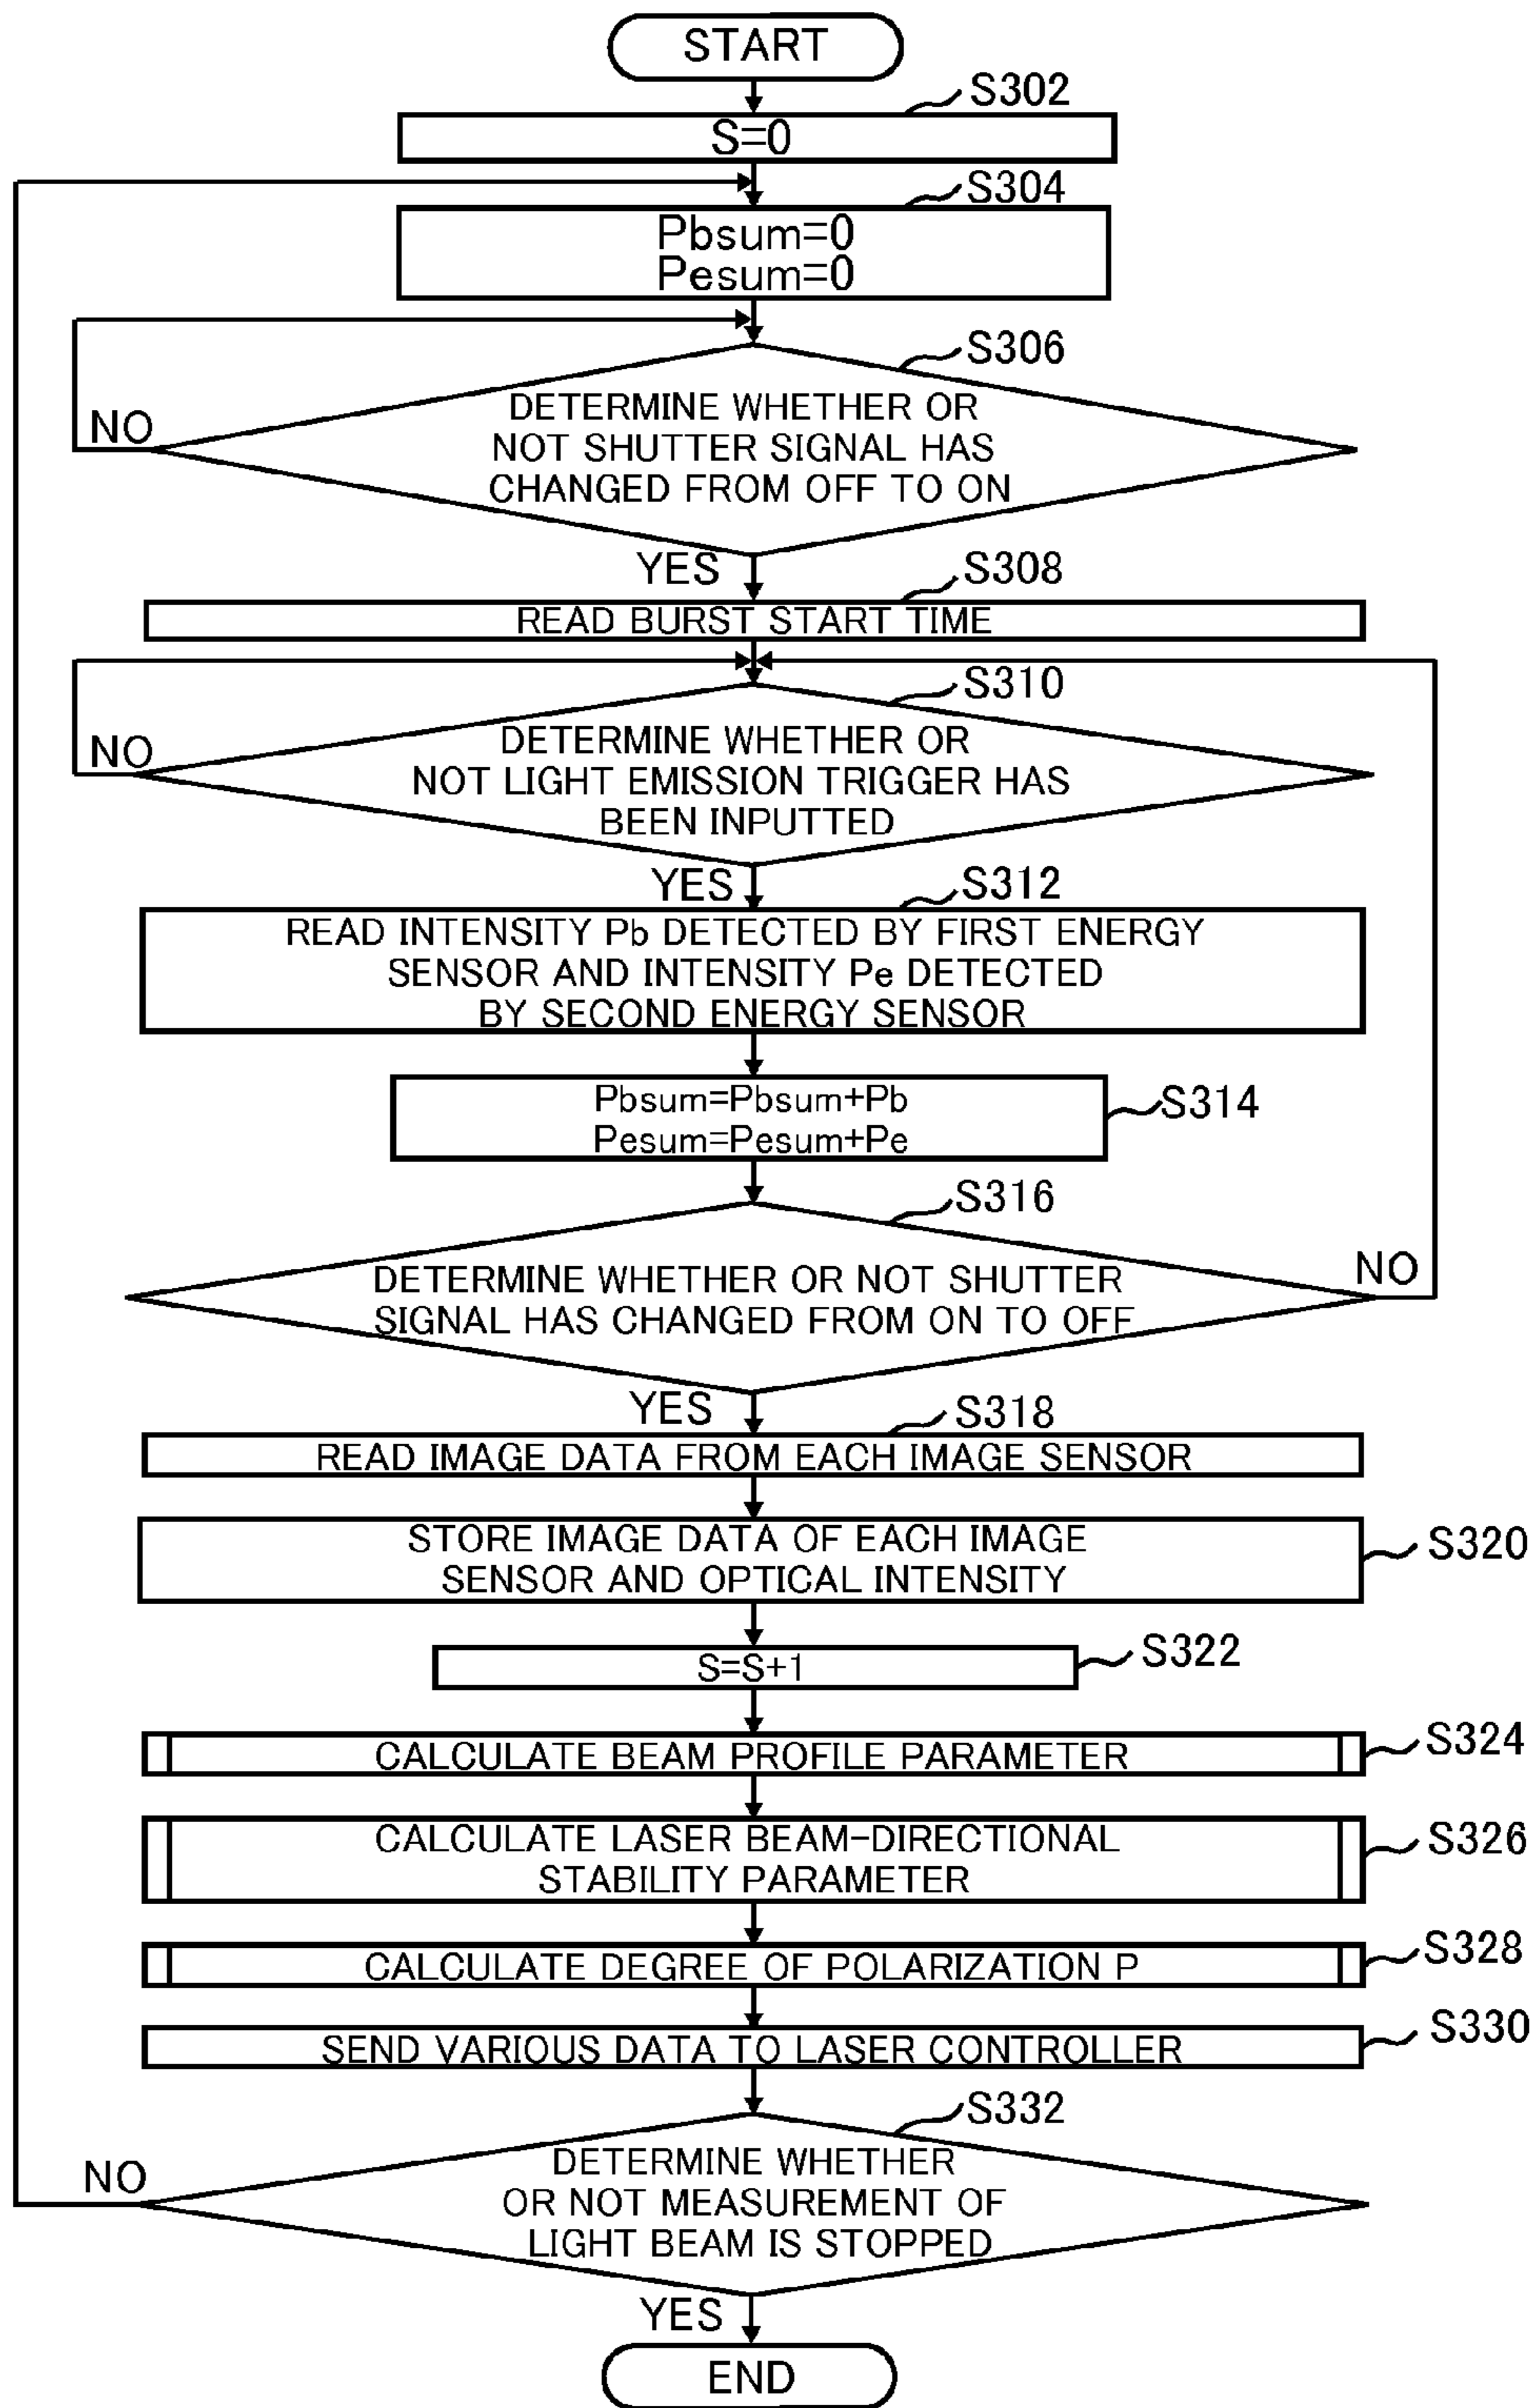 START
S302
S=0
S304
Pbsum=0
Pesum=0
S306
DETERMINE WHETHER OR
NOT SHUTTER SIGNAL HAS
CHANGED FROM OFF TO ON
NO
YES
S308
READ BURST START TIME
S310
DETERMINE WHETHER OR
NOT LIGHT EMISSION TRIGGER HAS
BEEN INPUTTED
NO
YES
S312
READ INTENSITY Pb DETECTED BY FIRST ENERGY
SENSOR AND INTENSITY Pe DETECTED
BY SECOND ENERGY SENSOR
Pbsum=Pbsum+Pb
Pesum=Pesum+Pe
S314
S316
DETERMINE WHETHER OR NOT SHUTTER
SIGNAL HAS CHANGED FROM ON TO OFF
NO
YES
S318
READ IMAGE DATA FROM EACH IMAGE SENSOR
STORE IMAGE DATA OF EACH IMAGE
SENSOR AND OPTICAL INTENSITY
S320
S=S+1
S322
CALCULATE BEAM PROFILE PARAMETER
S324
CALCULATE LASER BEAM-DIRECTIONAL
STABILITY PARAMETER
S326
CALCULATE DEGREE OF POLARIZATION P
S328
SEND VARIOUS DATA TO LASER CONTROLLER
S330
S332
DETERMINE WHETHER
OR NOT MEASUREMENT OF
LIGHT BEAM IS STOPPED
NO
YES
END